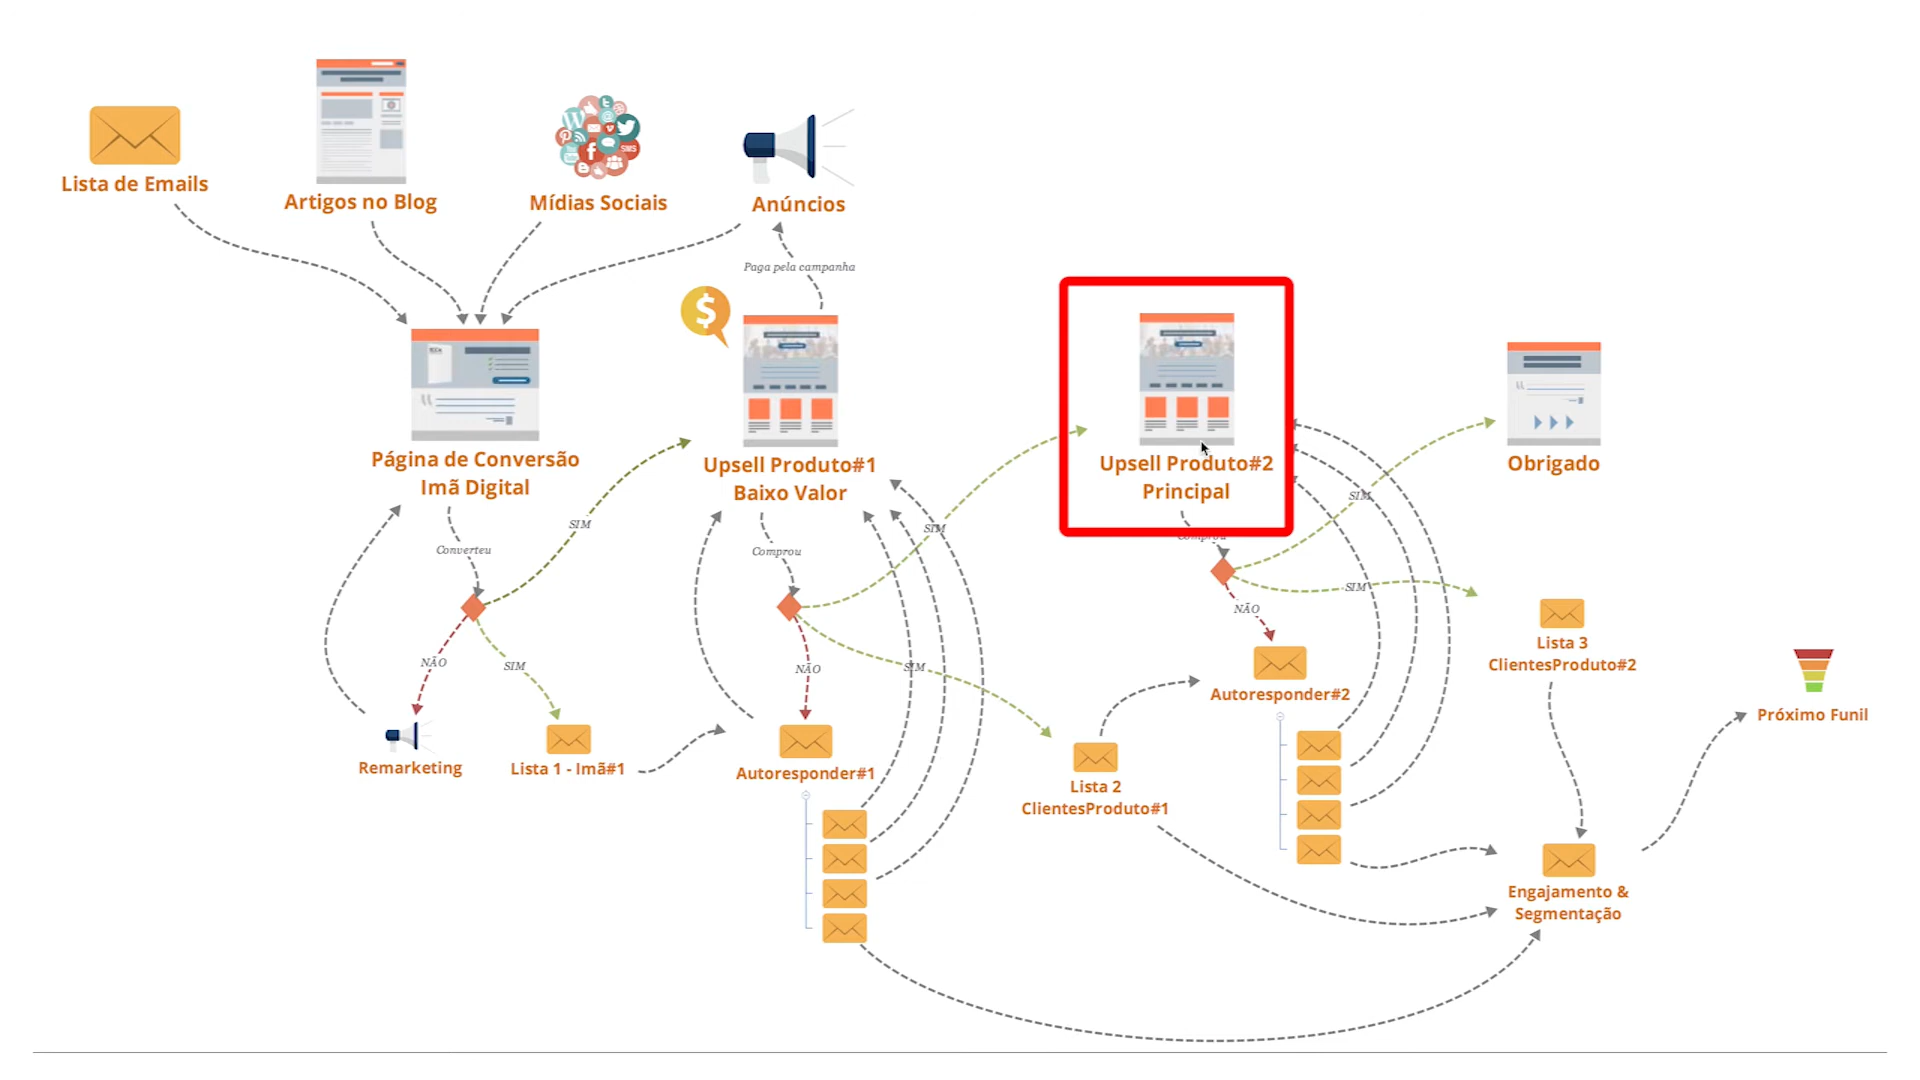 Lista de Emails
Artigos no Blog
Mídias Sociais
SMS
Anúncios
Paga pela campanha
$
Página de Conversão
Imã Digital
Upsell Produto#1
Baixo Valor
Upsell Produto#2
Principal
Obrigado
Converteu
SIM
Comprou
SIM
SIM
Comprou
NÃO
SIM
NÃO
SIM
NÃO
SIM
Remarketing
Lista 1 - Imã#1
Autoresponder#1
Lista 2
ClientesProduto#1
Autoresponder#2
Lista 3
ClientesProduto#2
Próximo Funil
Engajamento &
Segmentação